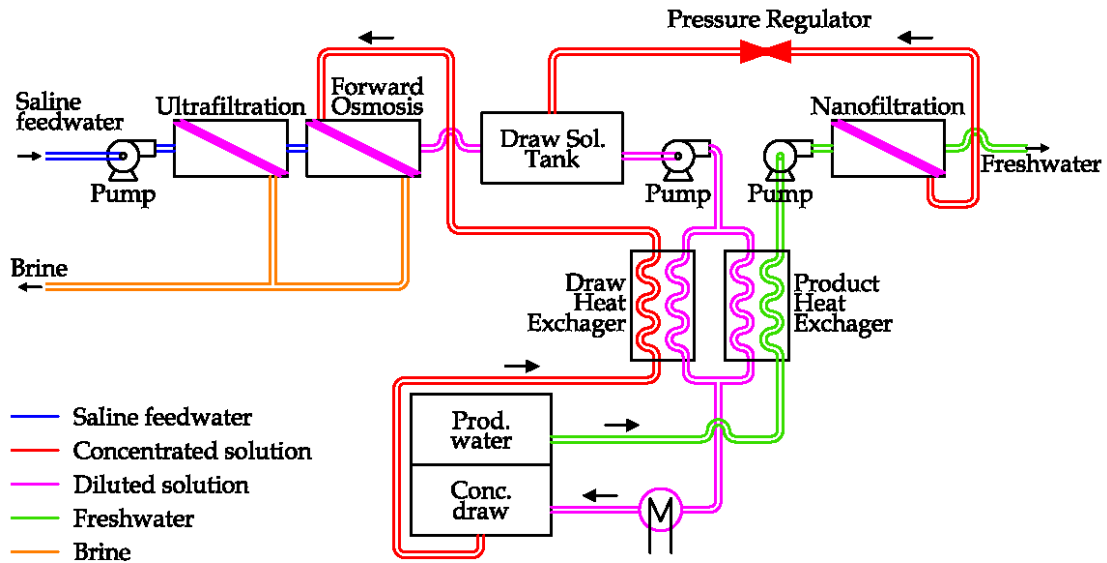 Pressure Regulator
Saline
feedwater
Ultrafiltration
Forward
Osmosis
Draw Sol.
Tank
Nanofiltration
Pump
Pump
Pump
Freshwater
Brine
Draw
Heat
Exchager
Product
Heat
Exchager
Prod.
water
Conc.
draw
Saline feedwater
Concentrated solution
Diluted solution
Freshwater
Brine